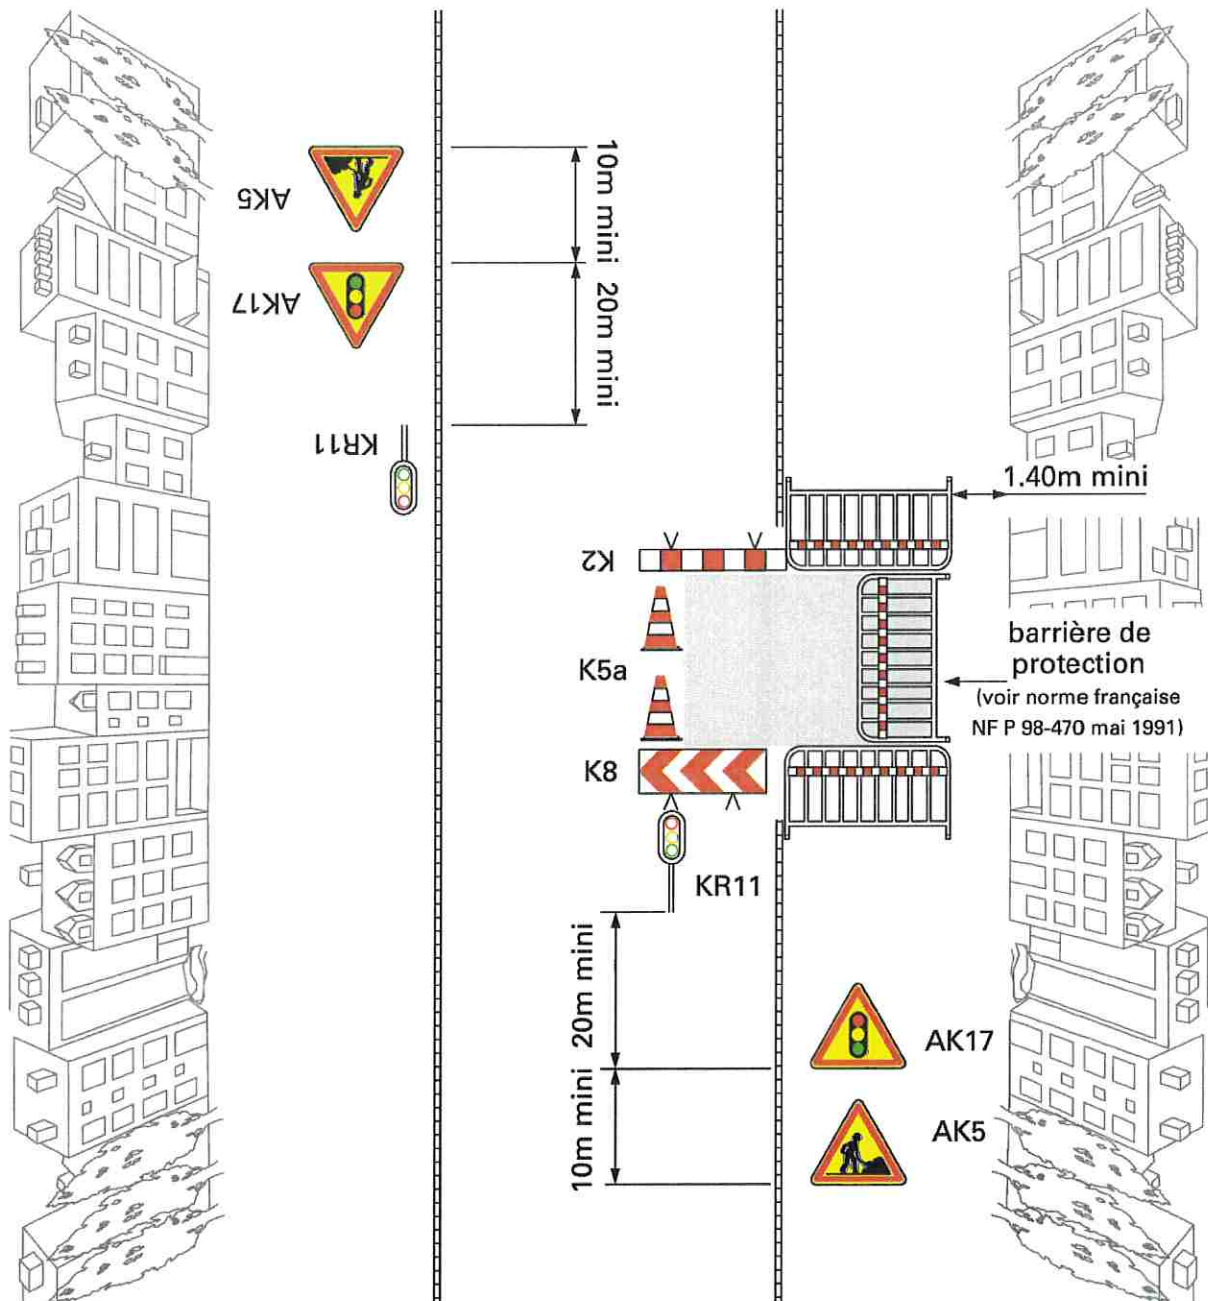 AK5
10m mini
AK17
20m mini
KR11
1.40m mini
K2
K5a
barrière de
protection
(voir norme française
NF P 98-470 mai 1991)
K8
KR11
20m mini
AK17
10m mini
AK5